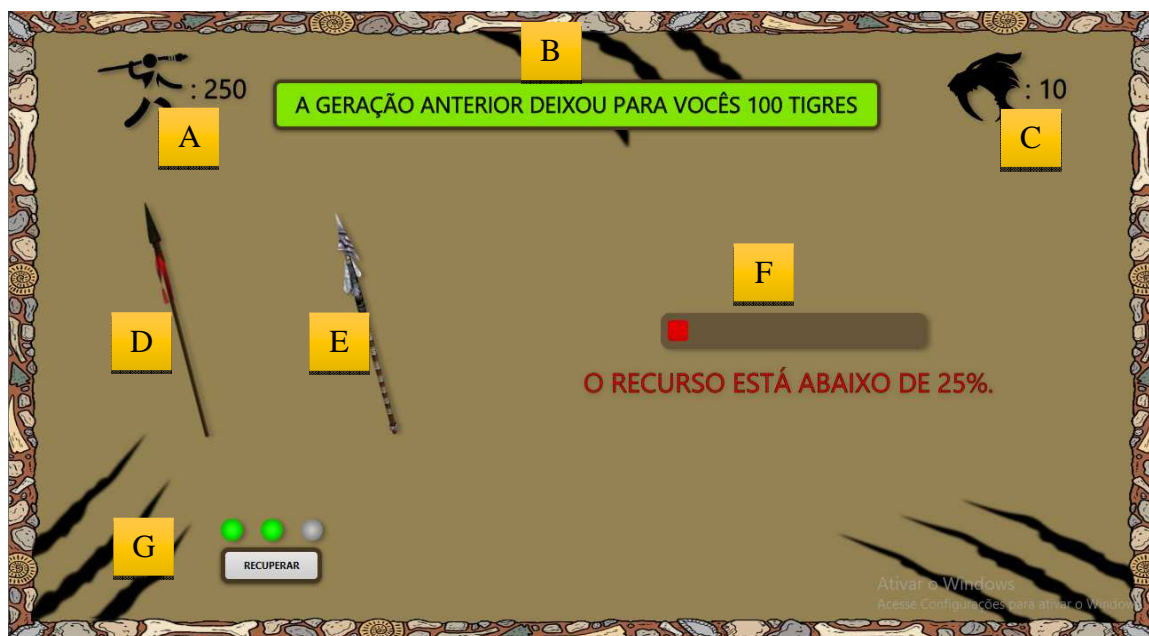 B
: 250
A GERAÇÃO ANTERIOR DEIXOU PARA VOCÊS 100 TIGRES
: 10
A
C
F
D
E
O RECURSO ESTÁ ABAIXO DE 25%.
G
RECUPERAR
Ativar o Windows
Acesse Configurações para ativar o Windows